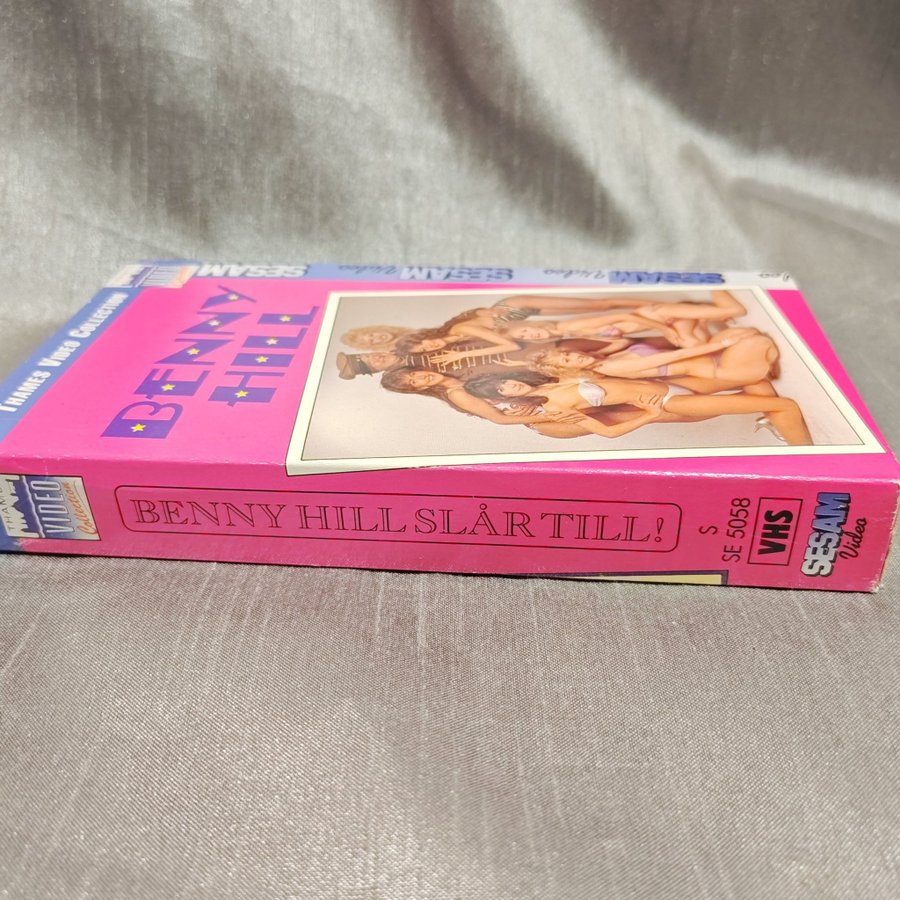 SESAM Video SESAM Video SESAM
THAMES VIDEO COLLECTION
BENNY
HILL
THAMES
VIDEO
Collection
BENNY HILL SLÅR TILL!
S
SE 5058
VHS
SESAM
Video